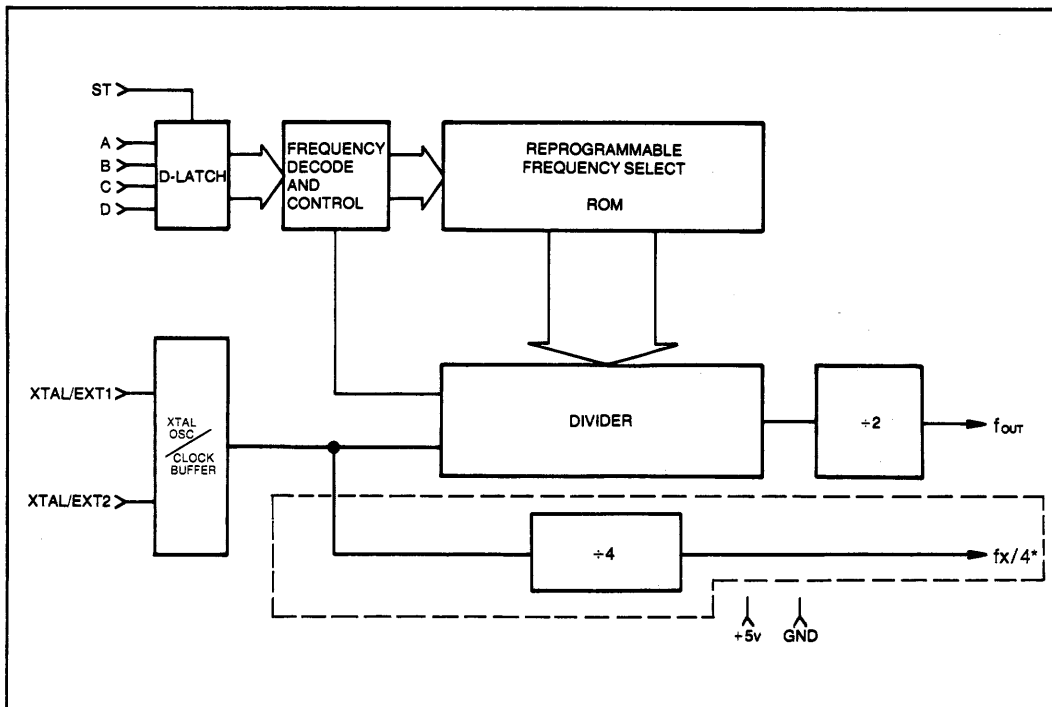 ST
A
B
C
D
D-LATCH
FREQUENCY
DECODE
AND
CONTROL
REPROGRAMMABLE
FREQUENCY SELECT
ROM
XTAL/EXT1
XTAL/EXT2
XTAL
OSC
CLOCK
BUFFER
DIVIDER
÷2
fOUT
÷4
fx/4*
+5v
GND